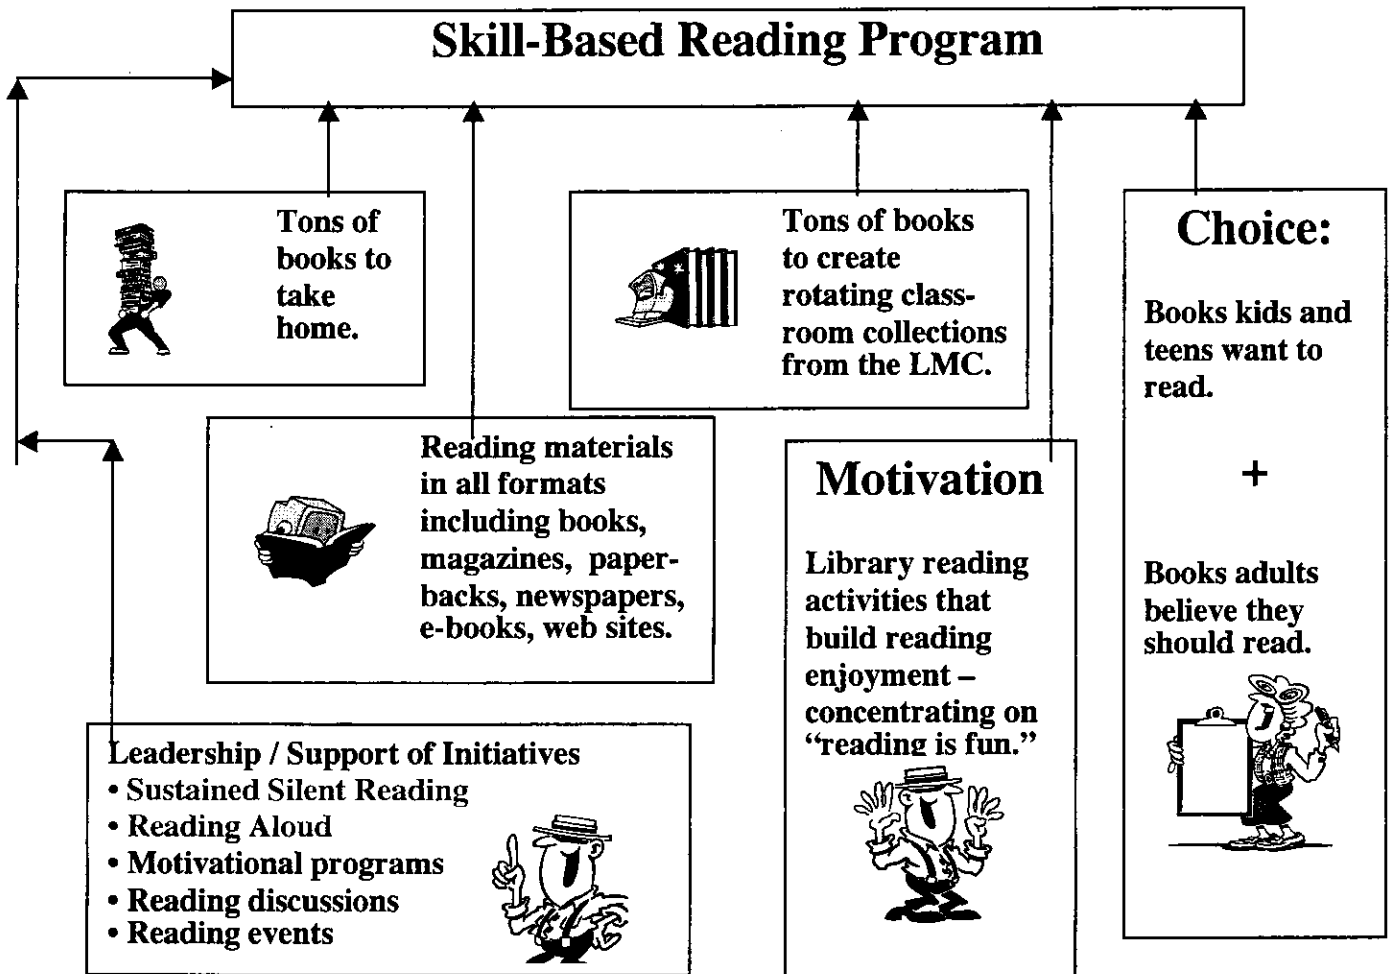 Skill-Based Reading Program
Tons of
books to
take
home.
Tons of books
to create
rotating class-
room collections
from the LMC.
Choice:
Books kids and
teens want to
read.
+
Books adults
believe they
should read.
Reading materials
in all formats
including books,
magazines, paper-
backs, newspapers,
e-books, web sites.
Motivation
Library reading
activities that
build reading
enjoyment –
concentrating on
“reading is fun.”
Leadership / Support of Initiatives
• Sustained Silent Reading
• Reading Aloud
• Motivational programs
• Reading discussions
• Reading events